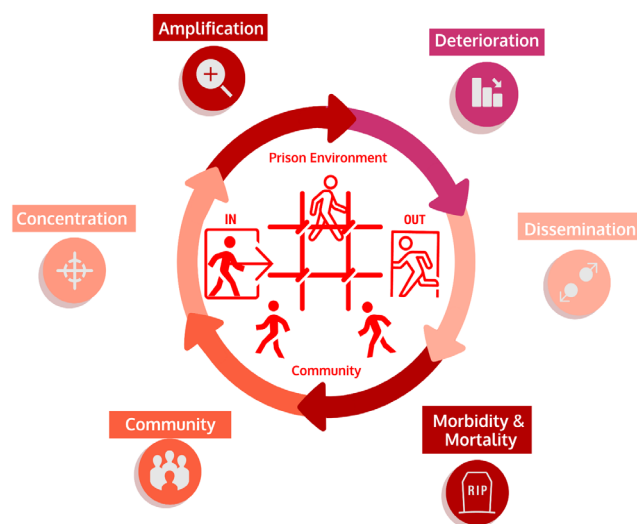 Amplification
Deterioration
Prison Environment
Concentration
IN
OUT
Dissemination
Community
Community
Morbidity &
Mortality
RIP